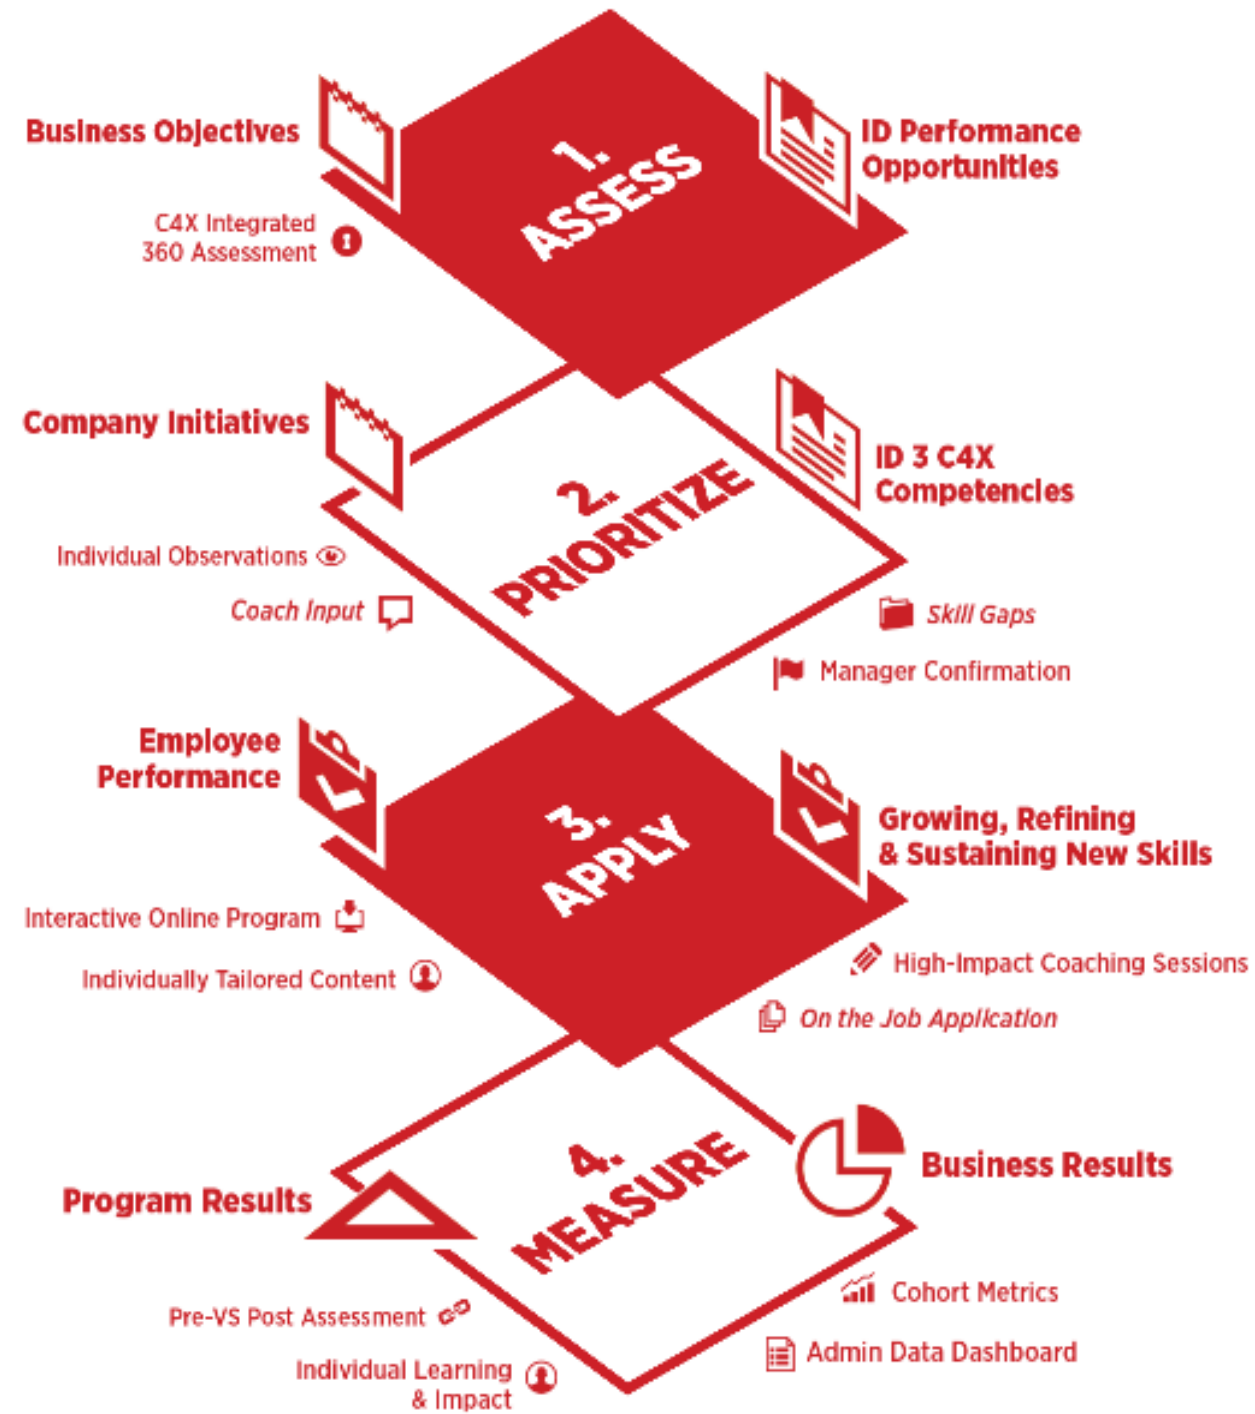 1.
ASSESS
Business Objectives
C4X Integrated
360 Assessment
ID Performance
Opportunities
2.
PRIORITIZE
Company Initiatives
Individual Observations
Coach Input
ID 3 C4X
Competencies
Skill Gaps
Manager Confirmation
3.
APPLY
Employee
Performance
Interactive Online Program
Individually Tailored Content
Growing, Refining
& Sustaining New Skills
High-Impact Coaching Sessions
On the Job Application
4.
MEASURE
Program Results
Pre-VS Post Assessment
Individual Learning
& Impact
Business Results
Cohort Metrics
Admin Data Dashboard